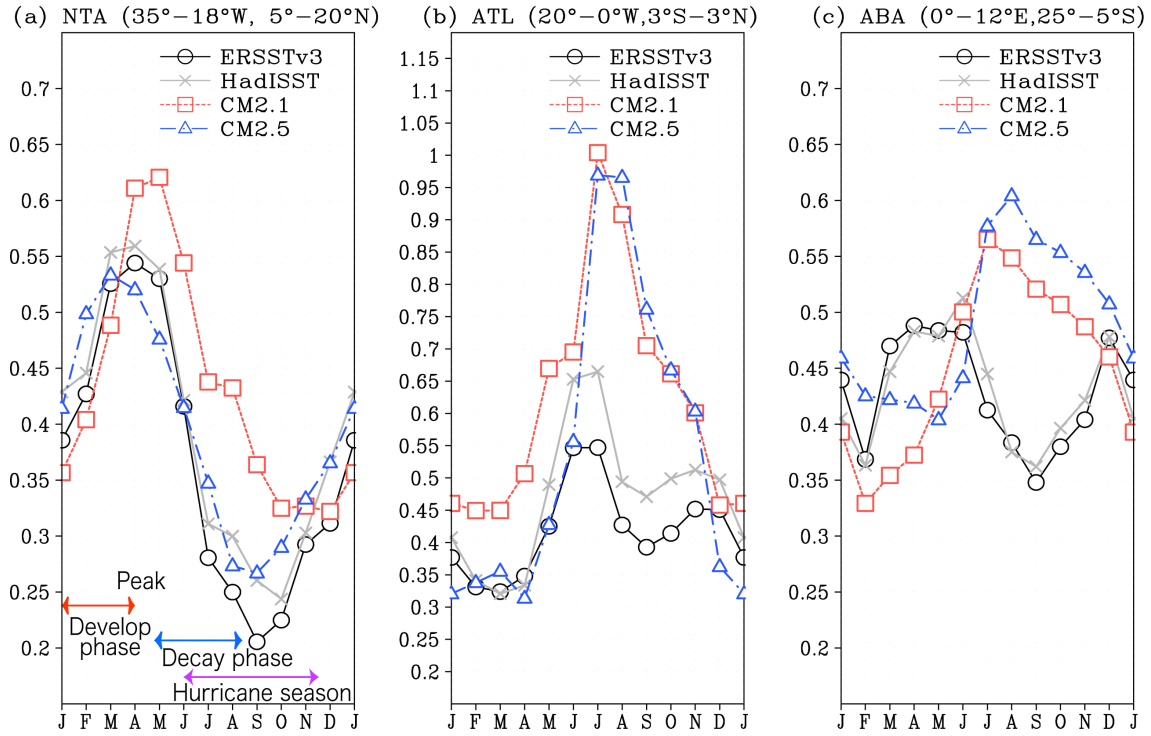 (a) NTA (35°−18°W, 5°−20°N)
ERSSTv3
HadISST
CM2.1
CM2.5
0.7
0.65
0.6
0.55
0.5
0.45
0.4
0.35
0.3
0.25
0.2
Peak
Develop
phase
Decay phase
Hurricane season
J F M A M J J A S O N D J
(b) ATL (20°−0°W,3°S−3°N)
ERSSTv3
HadISST
CM2.1
CM2.5
1.15
1.1
1.05
1
0.95
0.9
0.85
0.8
0.75
0.7
0.65
0.6
0.55
0.5
0.45
0.4
0.35
0.3
0.25
0.2
J F M A M J J A S O N D J
(c) ABA (0°−12°E,25°−5°S)
ERSSTv3
HadISST
CM2.1
CM2.5
0.7
0.65
0.6
0.55
0.5
0.45
0.4
0.35
0.3
0.25
0.2
J F M A M J J A S O N D J